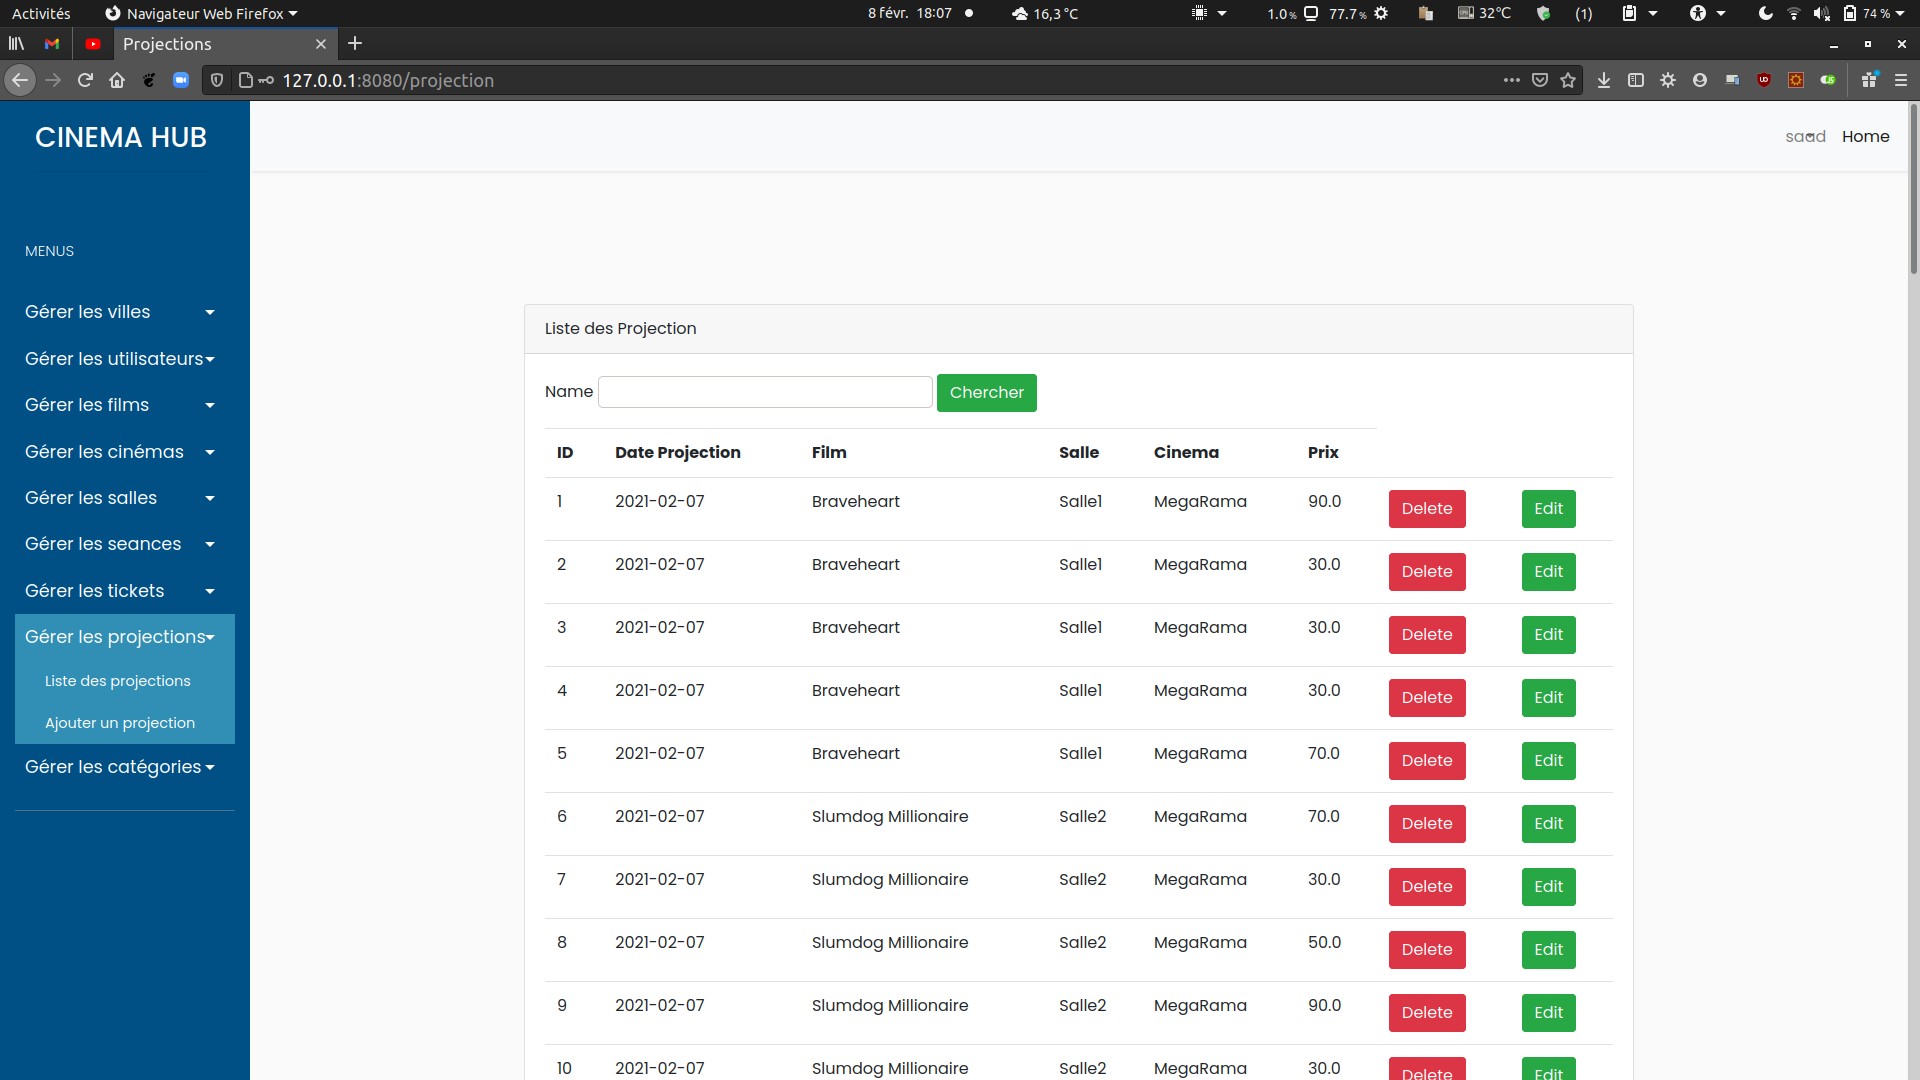 Activités Navigateur Web Firefox 8 févr. 18:07 16,3 °C 1.0% 77.7% 32°C (1) 74 %
Projections
127.0.0.1:8080/projection
CINEMA HUB
saad Home
MENUS
Gérer les villes
Gérer les utilisateurs
Gérer les films
Gérer les cinémas
Gérer les salles
Gérer les seances
Gérer les tickets
Gérer les projections
Liste des projections
Ajouter un projection
Gérer les catégories
Liste des Projection
Name Chercher
ID Date Projection Film Salle Cinema Prix
1 2021-02-07 Braveheart Salle1 MegaRama 90.0 Delete Edit
2 2021-02-07 Braveheart Salle1 MegaRama 30.0 Delete Edit
3 2021-02-07 Braveheart Salle1 MegaRama 30.0 Delete Edit
4 2021-02-07 Braveheart Salle1 MegaRama 30.0 Delete Edit
5 2021-02-07 Braveheart Salle1 MegaRama 70.0 Delete Edit
6 2021-02-07 Slumdog Millionaire Salle2 MegaRama 70.0 Delete Edit
7 2021-02-07 Slumdog Millionaire Salle2 MegaRama 30.0 Delete Edit
8 2021-02-07 Slumdog Millionaire Salle2 MegaRama 50.0 Delete Edit
9 2021-02-07 Slumdog Millionaire Salle2 MegaRama 90.0 Delete Edit
10 2021-02-07 Slumdog Millionaire Salle2 MegaRama 30.0 Delete Edit